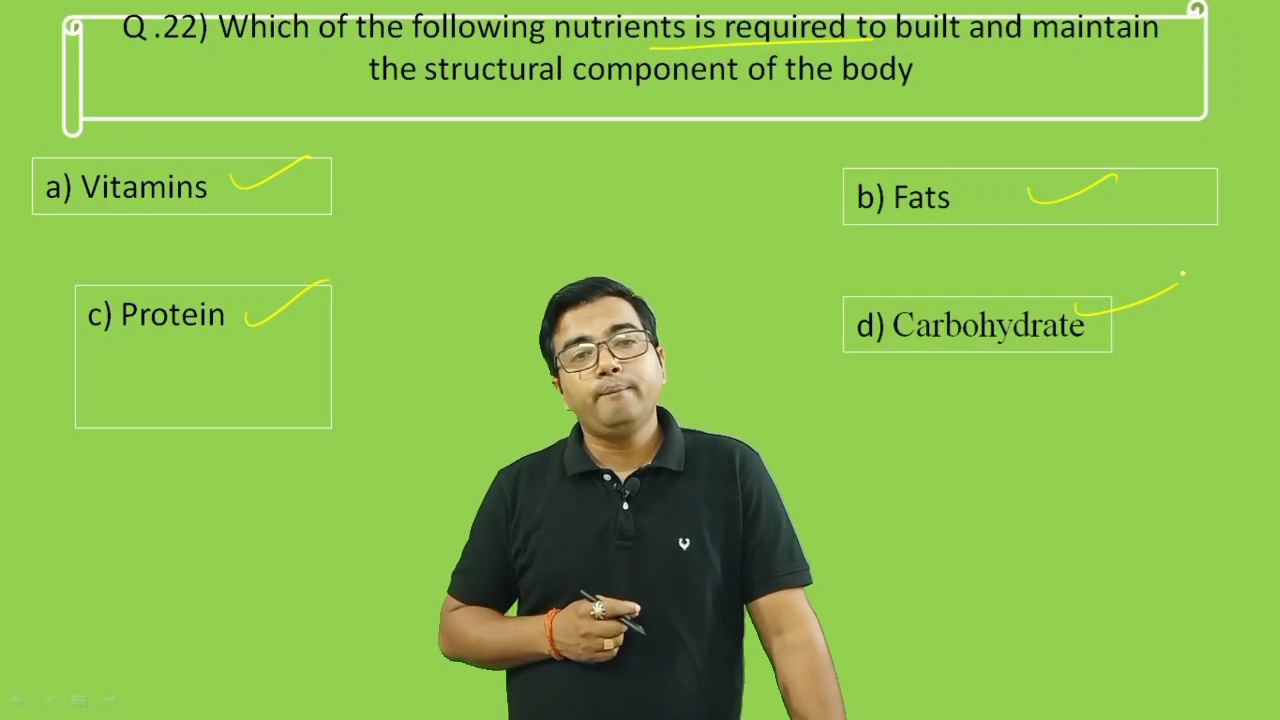 Q .22) Which of the following nutrients is required to built and maintain
the structural component of the body
a) Vitamins
b) Fats
c) Protein
d) Carbohydrate